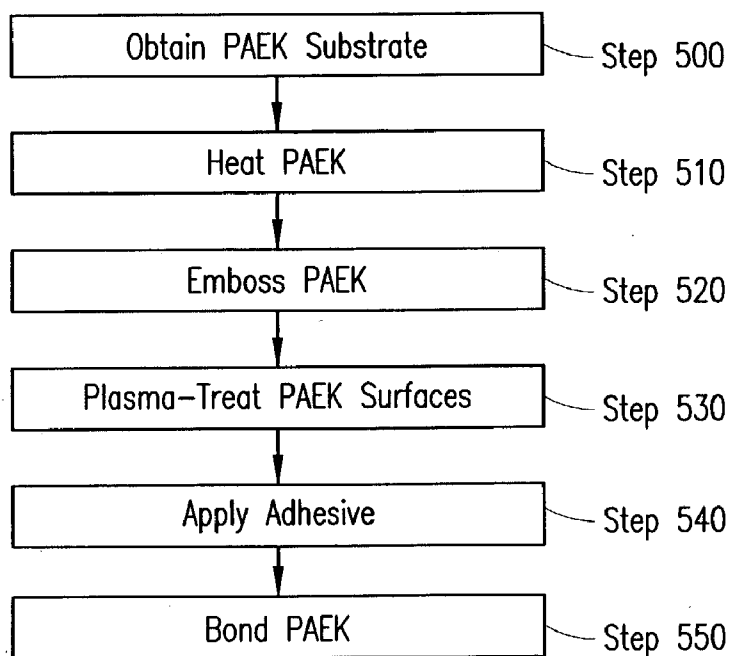 Obtain PAEK Substrate Step 500
Heat PAEK Step 510
Emboss PAEK Step 520
Plasma-Treat PAEK Surfaces Step 530
Apply Adhesive Step 540
Bond PAEK Step 550